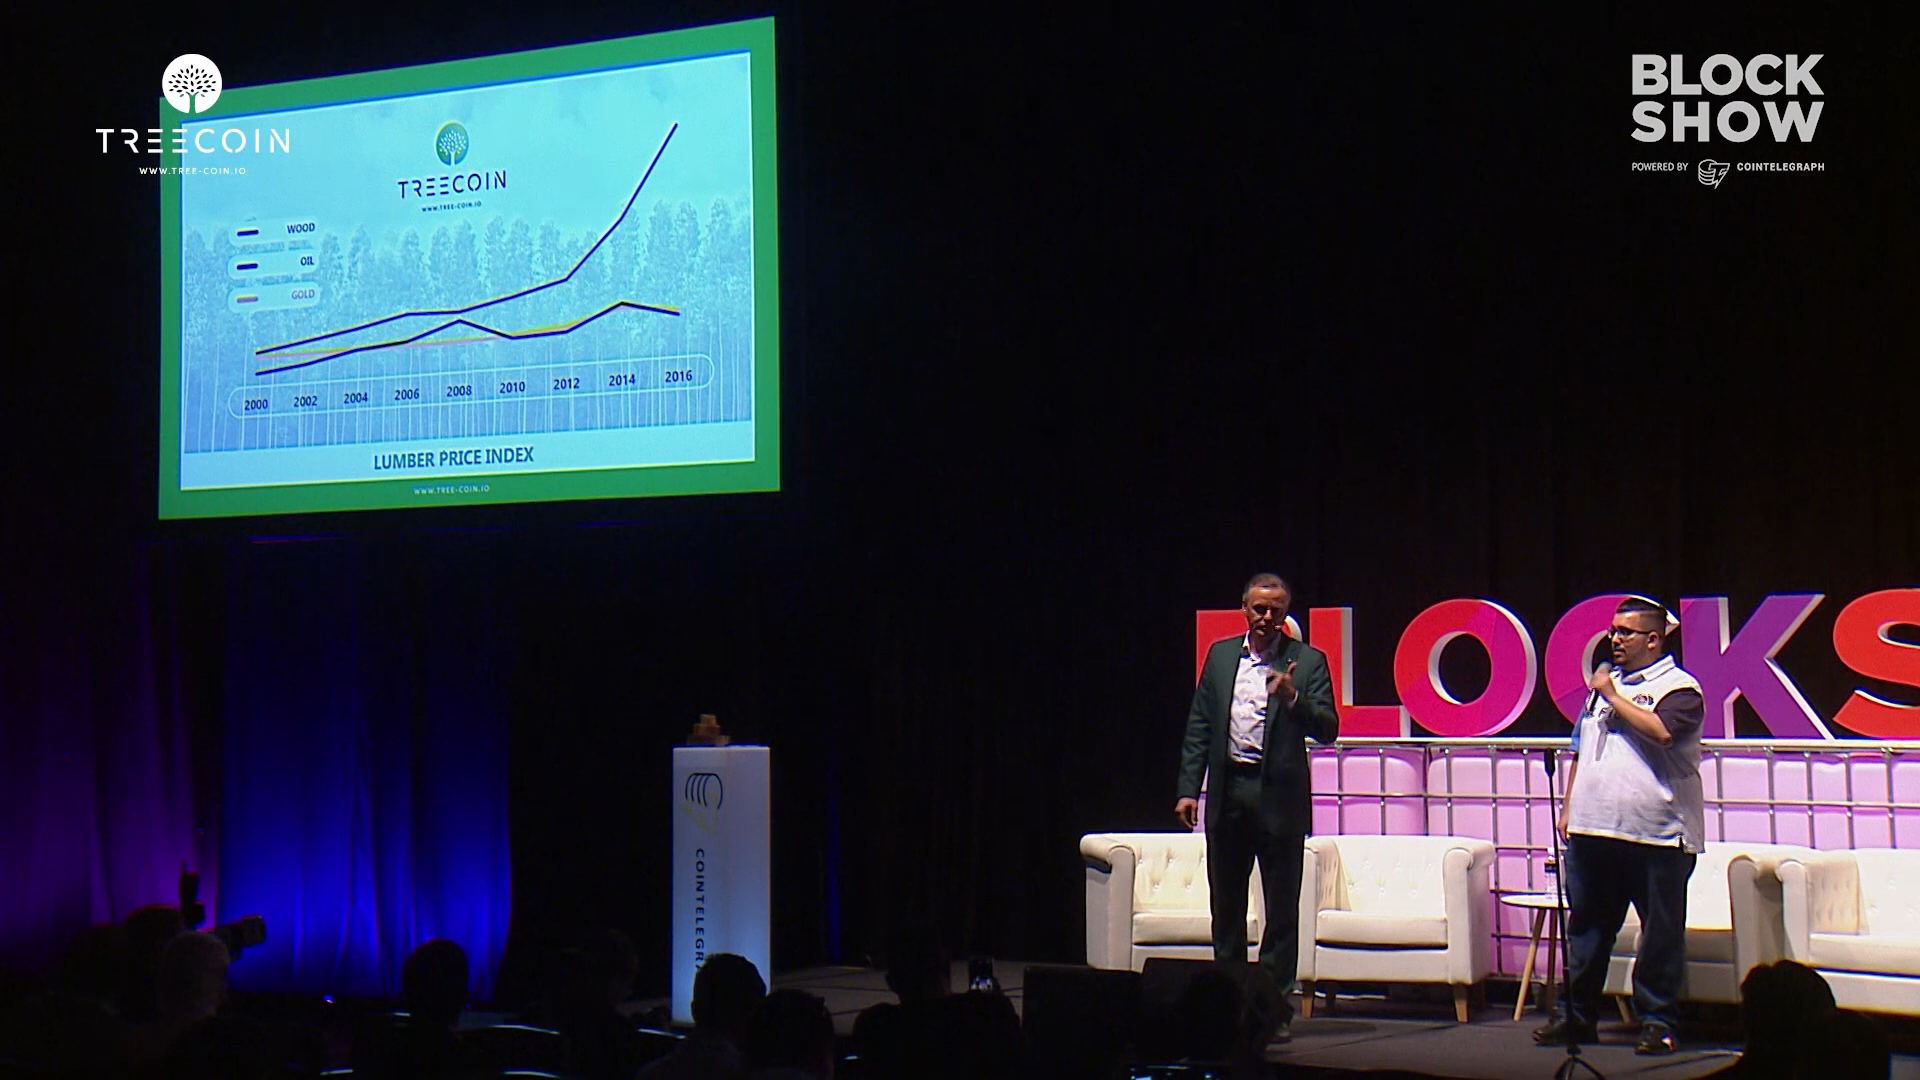 TREECOIN
WWW.TREE-COIN.IO
BLOCK
SHOW
POWERED BY COINTELEGRAPH
TREECOIN
WWW.TREE-COIN.IO
WOOD
OIL
GOLD
2000 2002 2004 2006 2008 2010 2012 2014 2016
LUMBER PRICE INDEX
WWW.TREE-COIN.IO
BLOCKS
COINTELEGRA